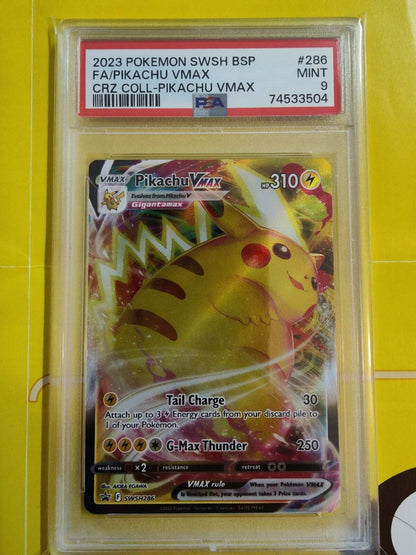 2023 POKEMON SWSH BSP #286
FA/PIKACHU VMAX MINT
CRZ COLL-PIKACHU VMAX 9
PSA 74533504
VMAX Pikachu VMAX HP 310
Evolves from Pikachu V
Gigantamax
Tail Charge 30
Attach up to 3 Energy cards from your discard pile to
1 of your Pokémon.
G-Max Thunder 250
weakness ×2 resistance retreat
VMAX rule When your Pokémon VMAX
is Knocked Out, your opponent takes 3 Prize cards.
Illus. AKIRA EGAWA
F SWSH286